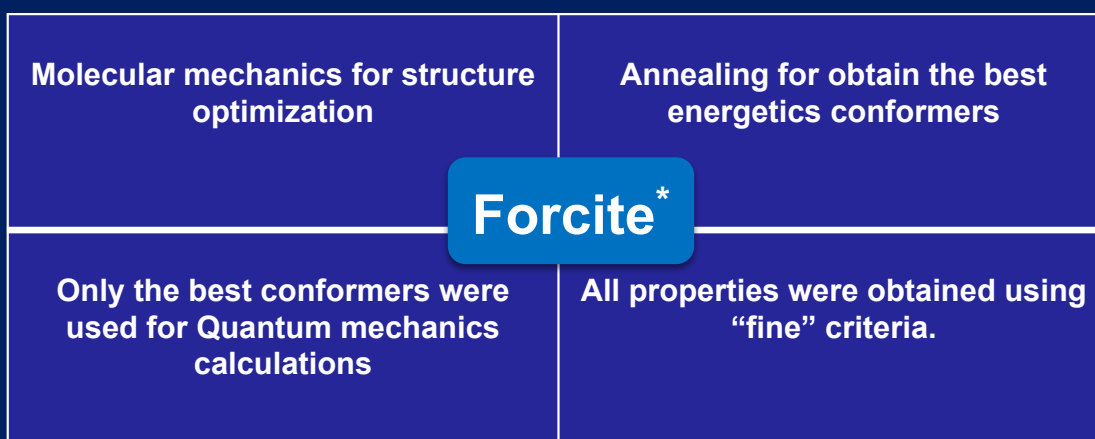 Molecular mechanics for structure
optimization
Annealing for obtain the best
energetics conformers
Forcite*
Only the best conformers were
used for Quantum mechanics
calculations
All properties were obtained using
“fine” criteria.